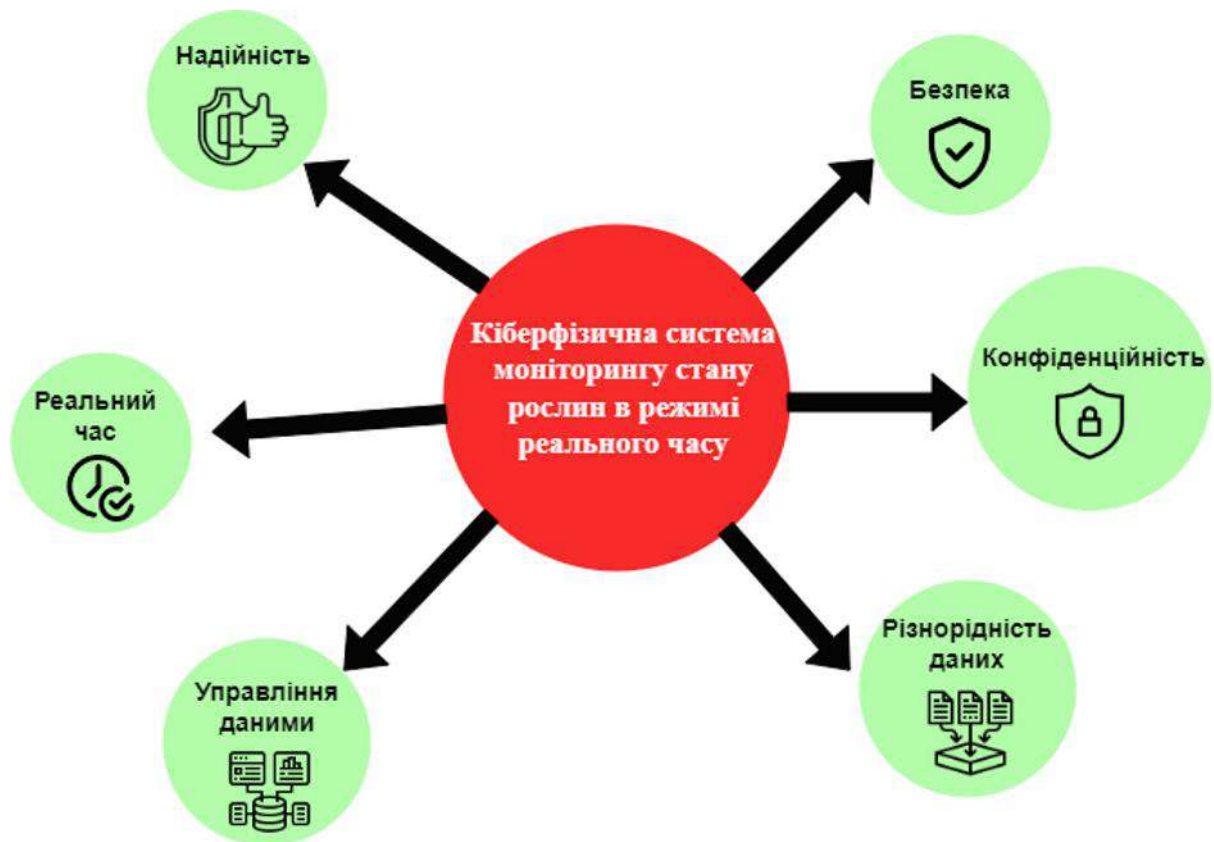 Надійність
Безпека
Кіберфізична система
моніторингу стану
рослин в режимі
реального часу
Конфіденційність
Реальний
час
Різнорідність
даних
Управління
даними